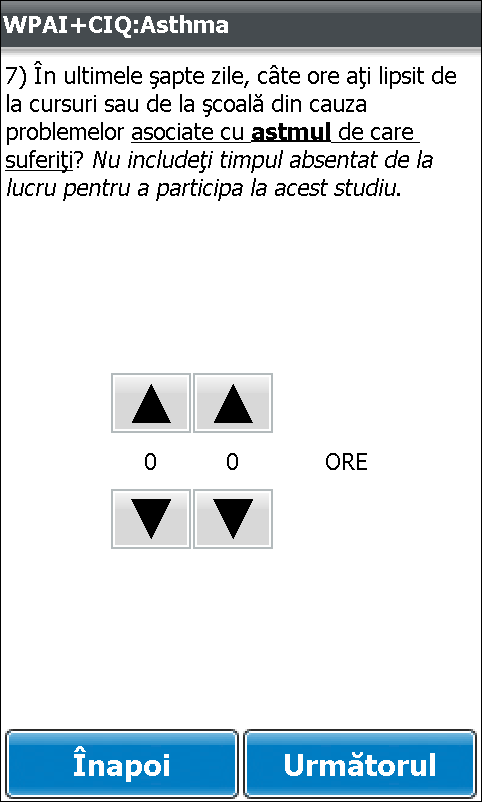 WPAI+CIQ:Asthma
7) În ultimele şapte zile, câte ore aţi lipsit de
la cursuri sau de la şcoală din cauza
problemelor asociate cu astmul de care
suferiţi? Nu includeţi timpul absentat de la
lucru pentru a participa la acest studiu.
0 0 ORE
Înapoi Următorul